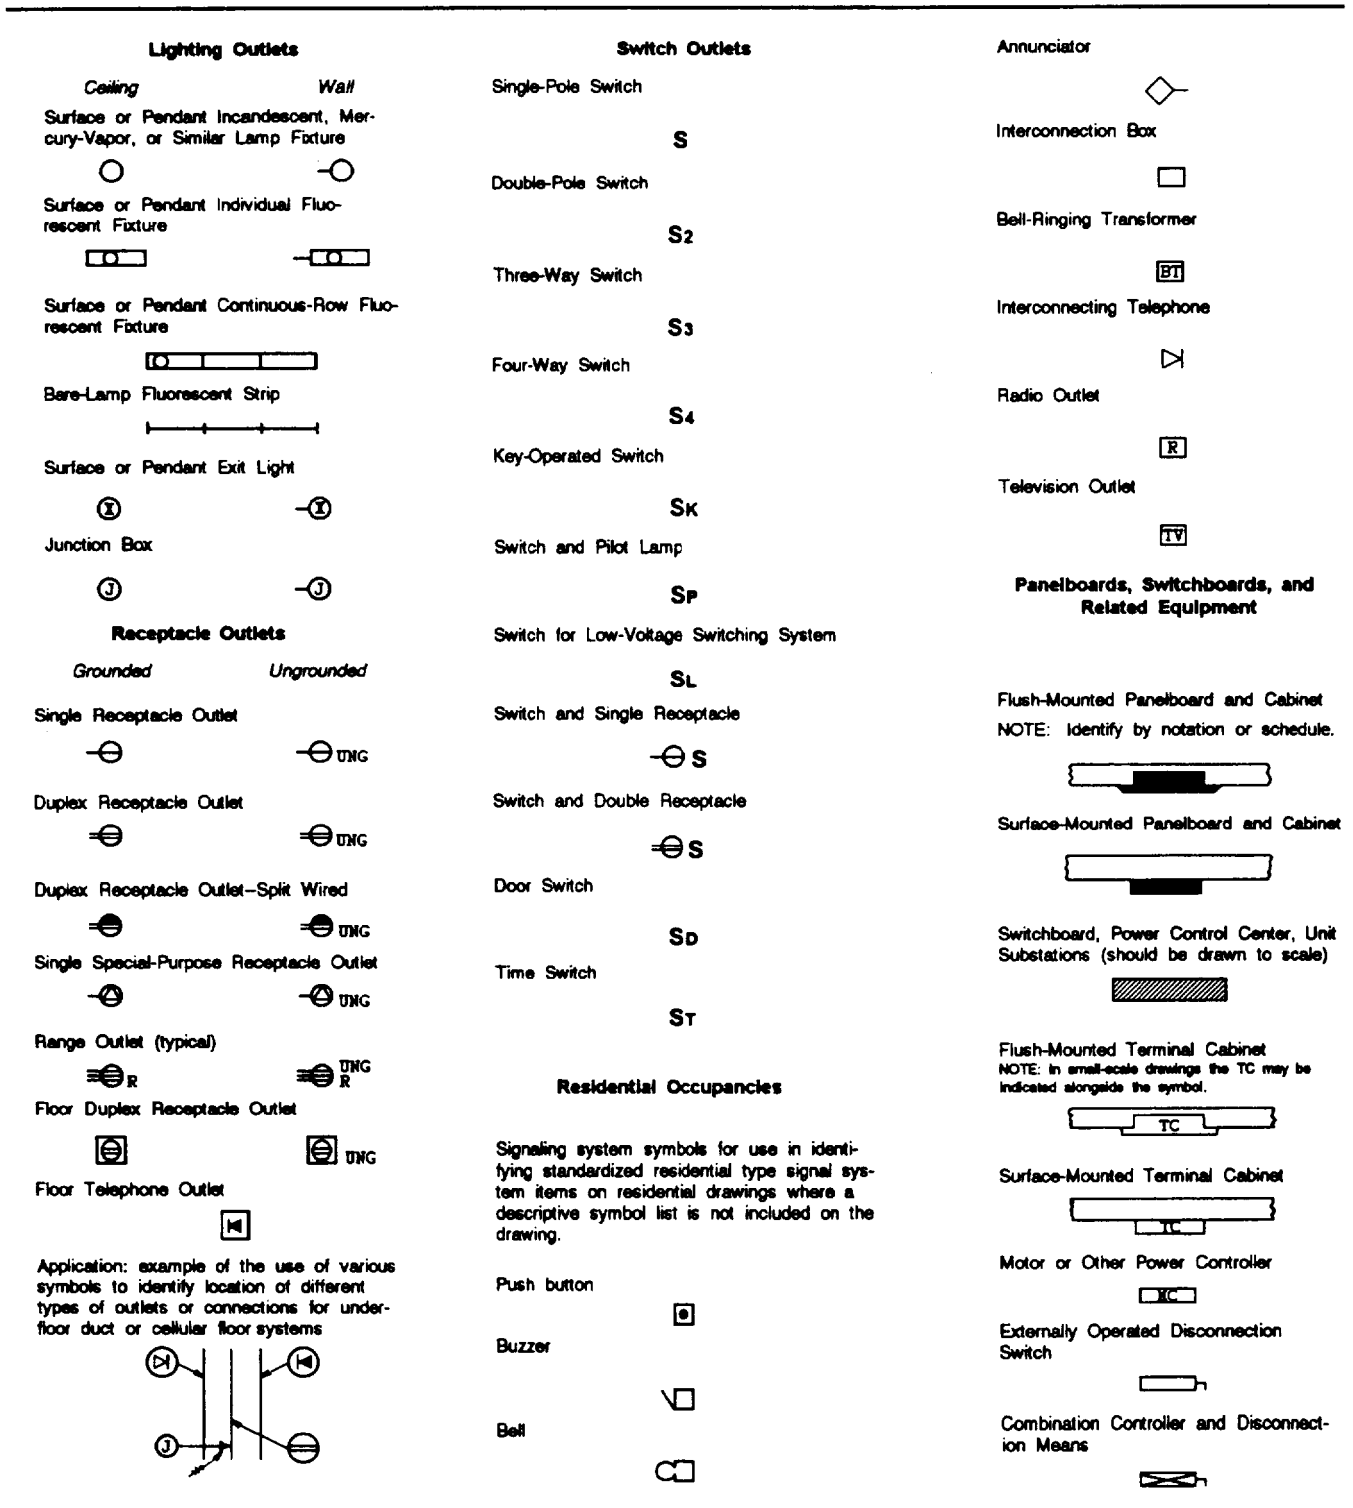 Lighting Outlets
Ceiling Wall
Surface or Pendant Incandescent, Mer-
cury-Vapor, or Similar Lamp Fixture
Surface or Pendant Individual Fluo-
rescent Fixture
Surface or Pendant Continuous-Row Fluo-
rescent Fixture
Bare-Lamp Fluorescent Strip
Surface or Pendant Exit Light
X X
Junction Box
J J
Receptacle Outlets
Grounded Ungrounded
Single Receptacle Outlet
UNG
Duplex Receptacle Outlet
UNG
Duplex Receptacle Outlet–Split Wired
UNG
Single Special-Purpose Receptacle Outlet
UNG
Range Outlet (typical)
R UNG
R
Floor Duplex Receptacle Outlet
UNG
Floor Telephone Outlet
Application: example of the use of various
symbols to identify location of different
types of outlets or connections for under-
floor duct or cellular floor systems
J
Switch Outlets
Single-Pole Switch
S
Double-Pole Switch
S2
Three-Way Switch
S3
Four-Way Switch
S4
Key-Operated Switch
SK
Switch and Pilot Lamp
SP
Switch for Low-Voltage Switching System
SL
Switch and Single Receptacle
S
Switch and Double Receptacle
S
Door Switch
SD
Time Switch
ST
Residential Occupancies
Signaling system symbols for use in identi-
fying standardized residential type signal sys-
tem items on residential drawings where a
descriptive symbol list is not included on the
drawing.
Push button
Buzzer
Bell
Annunciator
Interconnection Box
Bell-Ringing Transformer
BT
Interconnecting Telephone
Radio Outlet
R
Television Outlet
TV
Panelboards, Switchboards, and
Related Equipment
Flush-Mounted Panelboard and Cabinet
NOTE: Identify by notation or schedule.
Surface-Mounted Panelboard and Cabinet
Switchboard, Power Control Center, Unit
Substations (should be drawn to scale)
Flush-Mounted Terminal Cabinet
NOTE: In small-scale drawings the TC may be
indicated alongside the symbol.
TC
Surface-Mounted Terminal Cabinet
TC
Motor or Other Power Controller
MC
Externally Operated Disconnection
Switch
Combination Controller and Disconnect-
ion Means